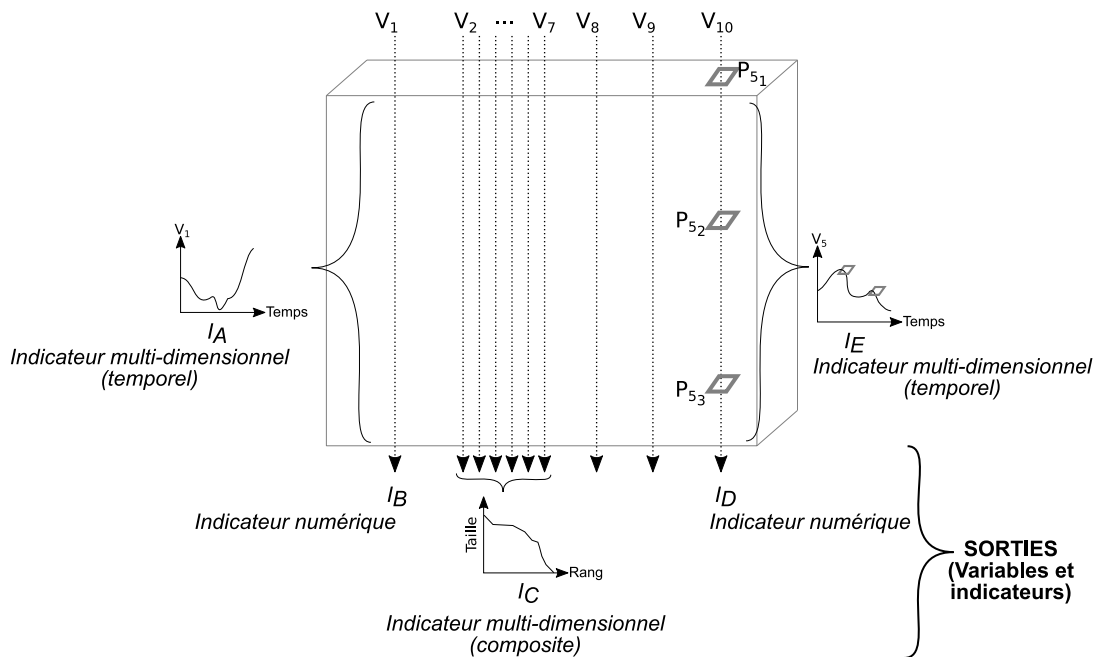 V1 V2 ... V7 V8 V9 V10
P51
P52
P53
V1
Temps
IA
Indicateur multi-dimensionnel
(temporel)
V5
Temps
IE
Indicateur multi-dimensionnel
(temporel)
IB
Indicateur numérique
ID
Indicateur numérique
Taille
Rang
IC
Indicateur multi-dimensionnel
(composite)
SORTIES
(Variables et
indicateurs)